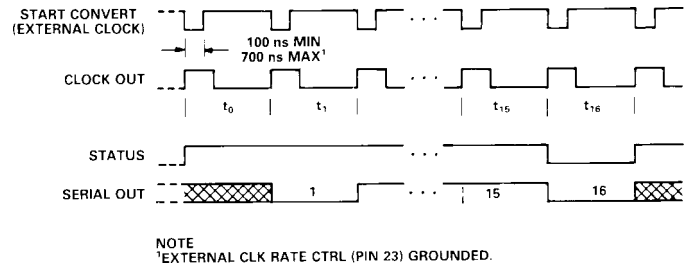 START CONVERT
(EXTERNAL CLOCK)
...
100 ns MIN
700 ns MAX¹
CLOCK OUT
...
t₀ t₁ t₁₅ t₁₆
STATUS
...
SERIAL OUT 1 ... 15 16
NOTE
¹EXTERNAL CLK RATE CTRL (PIN 23) GROUNDED.